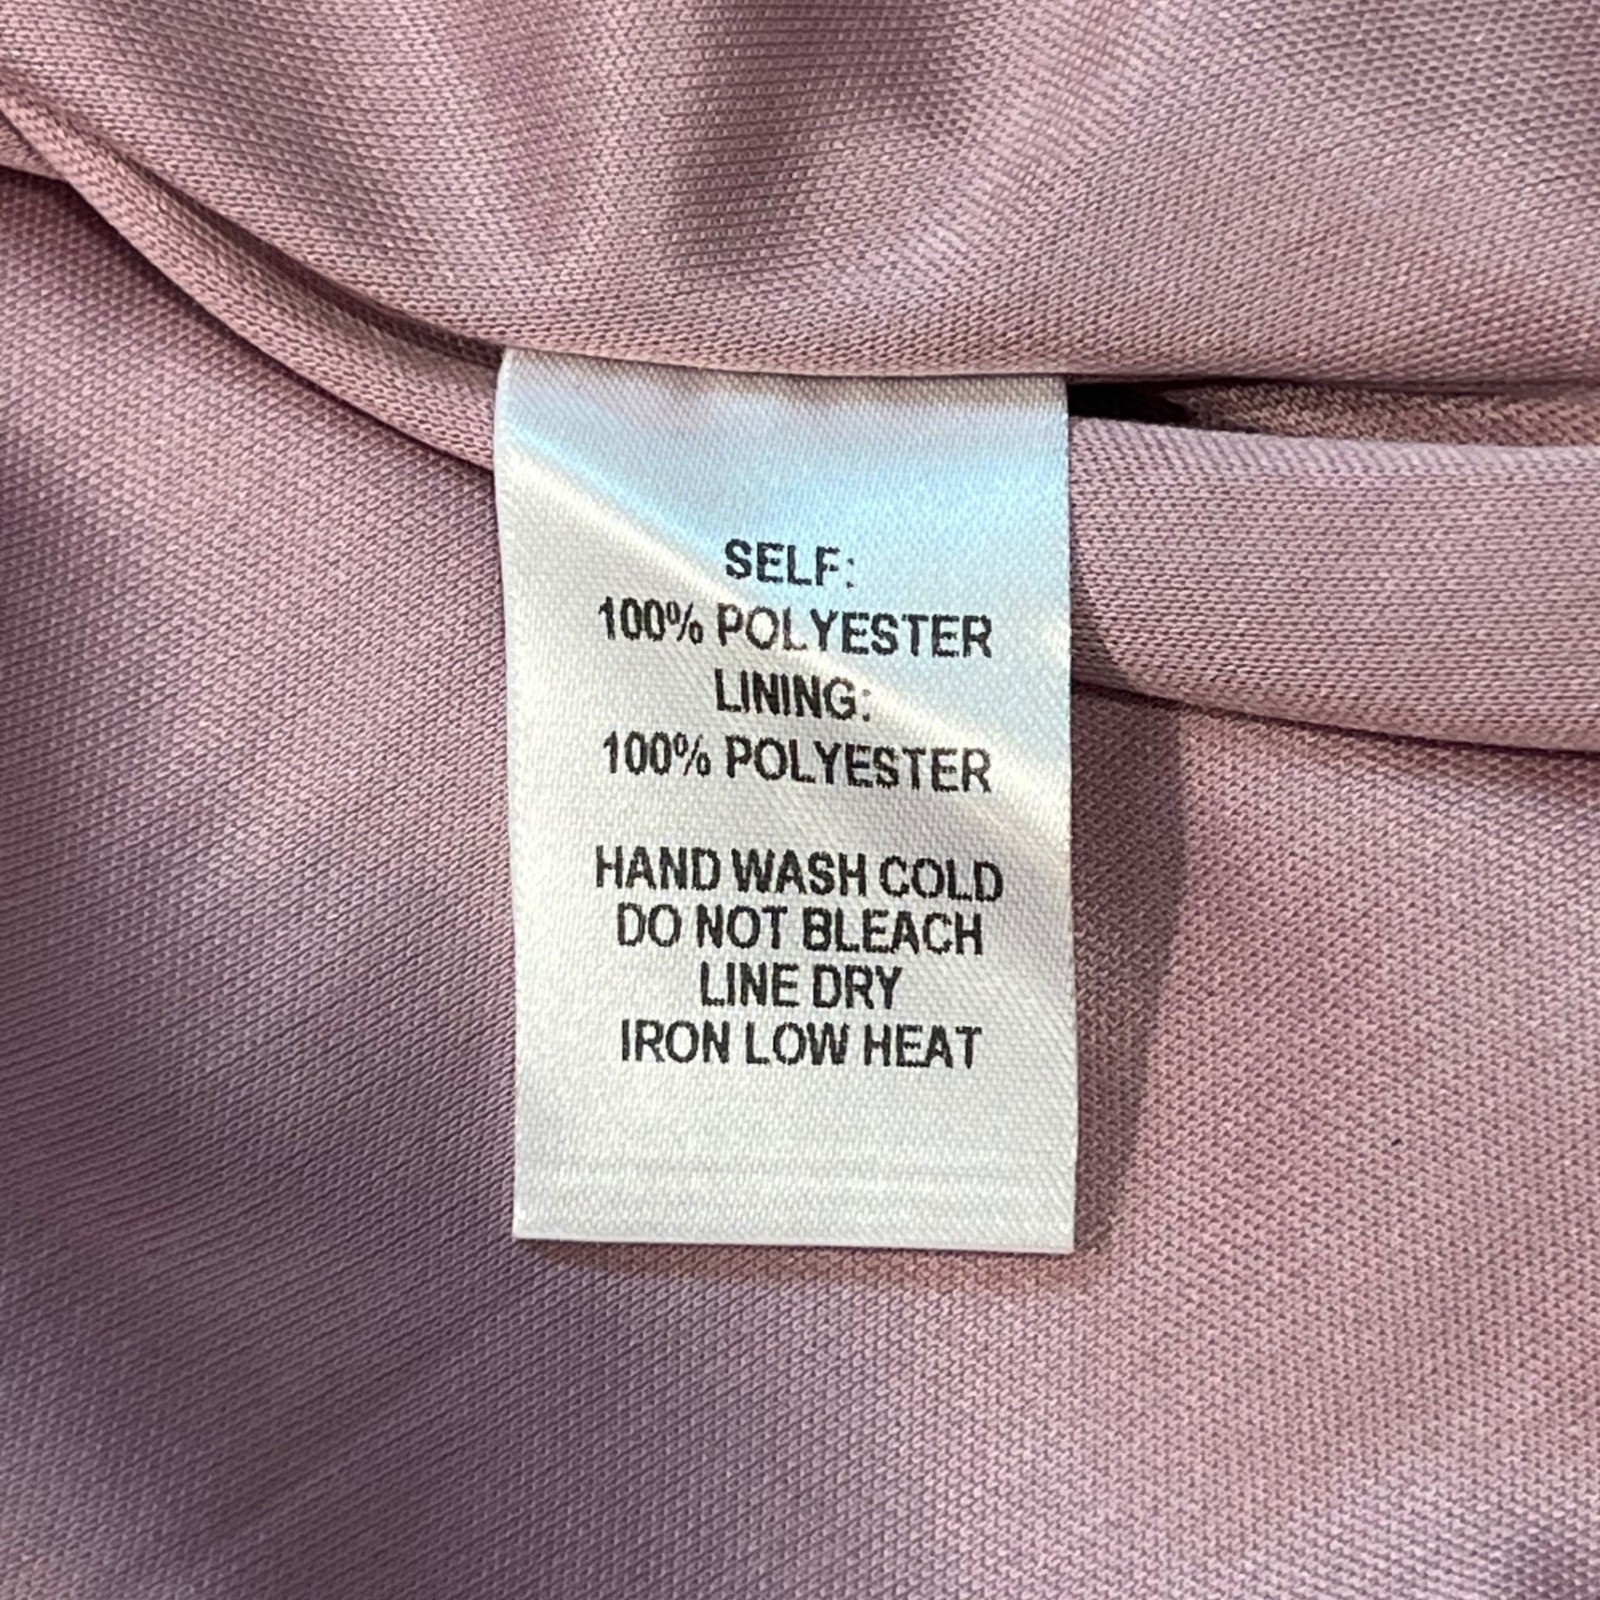 SELF:
100% POLYESTER
LINING:
100% POLYESTER
HAND WASH COLD
DO NOT BLEACH
LINE DRY
IRON LOW HEAT